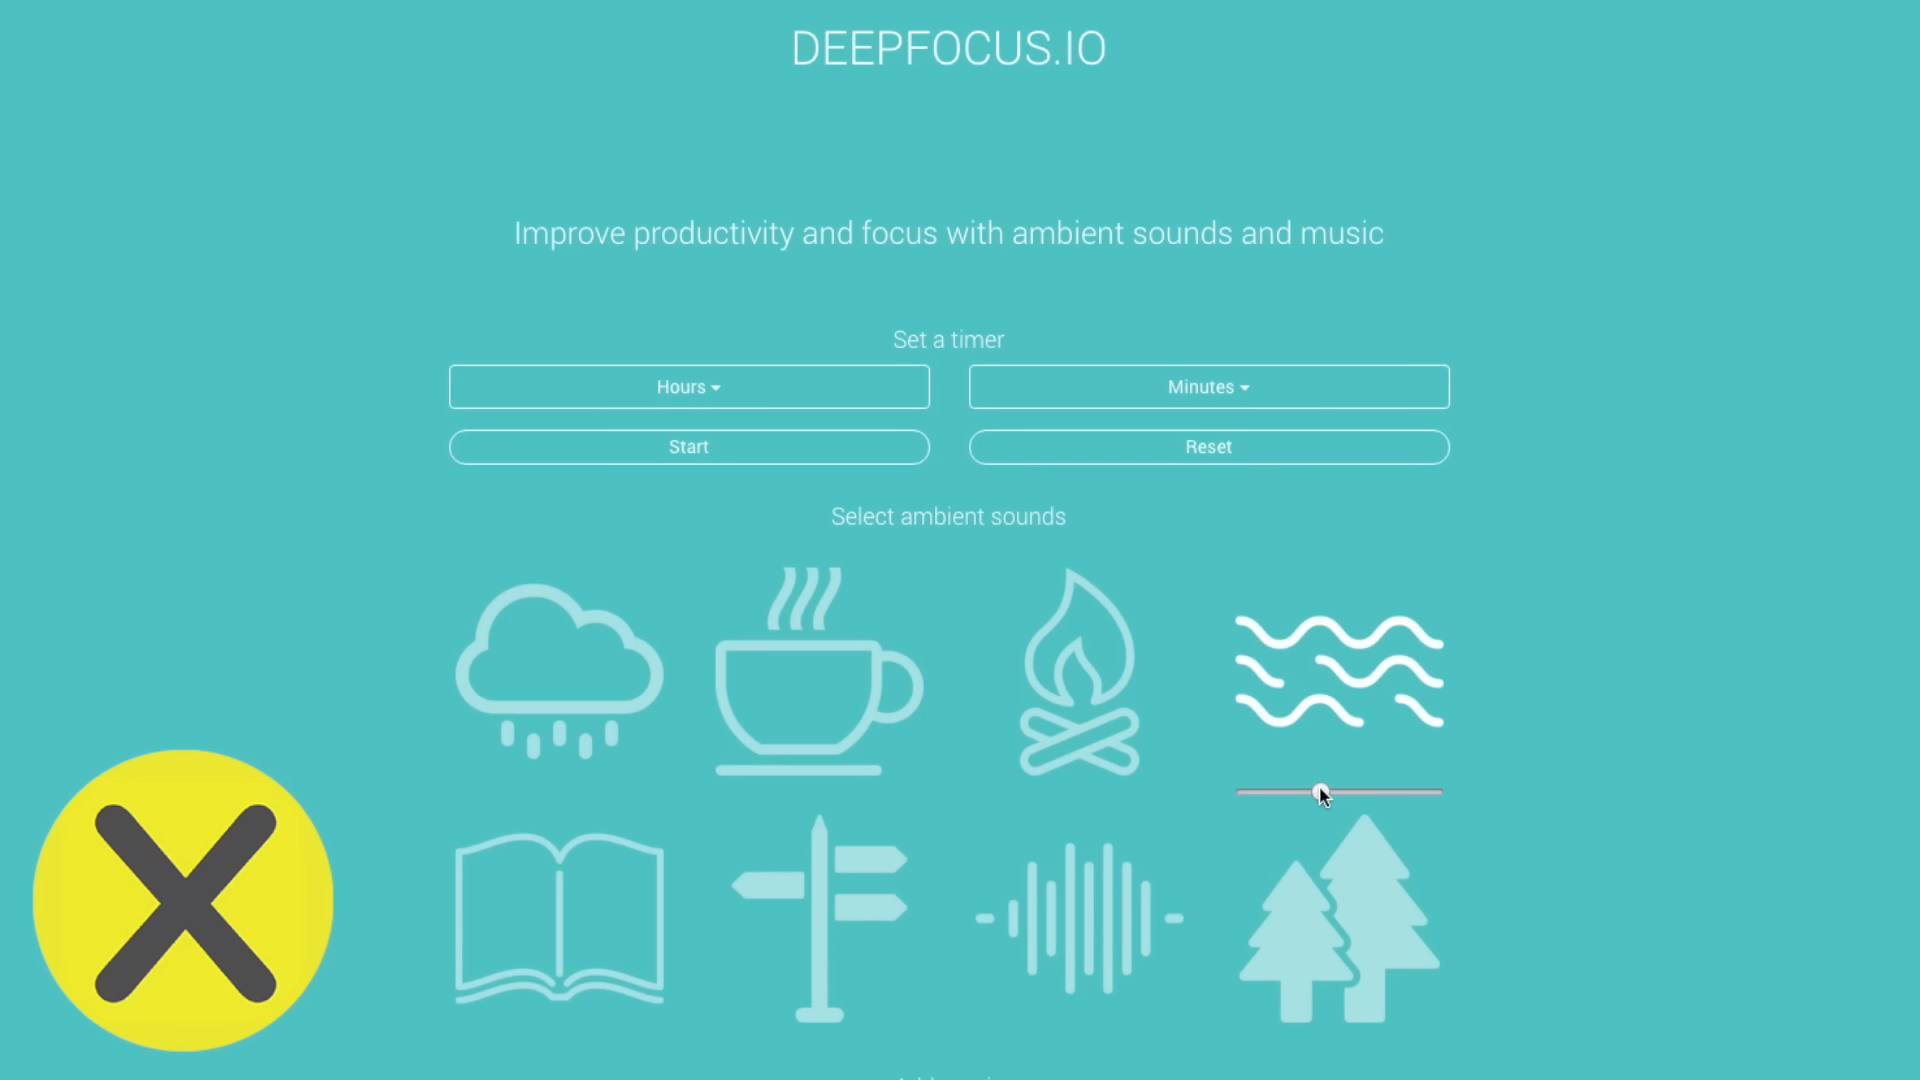 DEEPFOCUS.IO
Improve productivity and focus with ambient sounds and music
Set a timer
Hours
Minutes
Start
Reset
Select ambient sounds